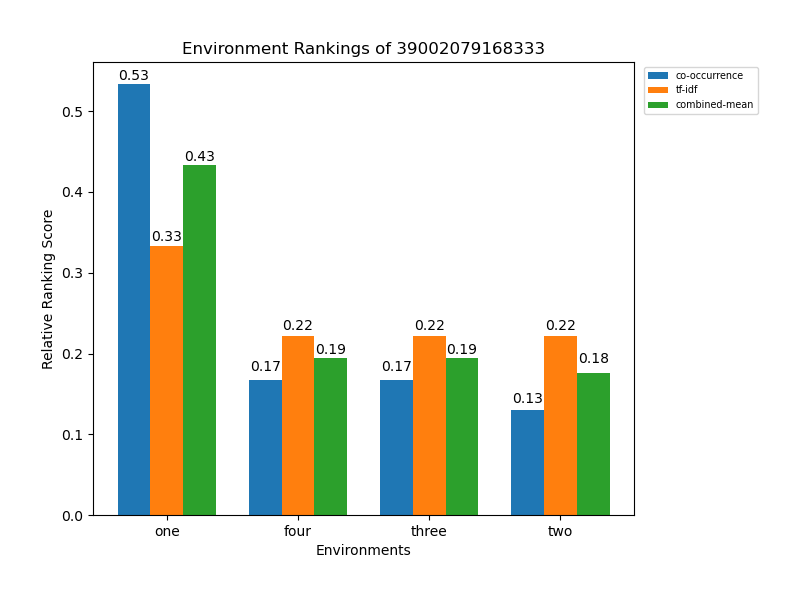 Environment Rankings of 39002079168333
co-occurrence
tf-idf
combined-mean
Relative Ranking Score
0.5
0.4
0.3
0.2
0.1
0.0
0.53
0.33
0.43
0.17
0.22
0.19
0.17
0.22
0.19
0.13
0.22
0.18
one four three two
Environments